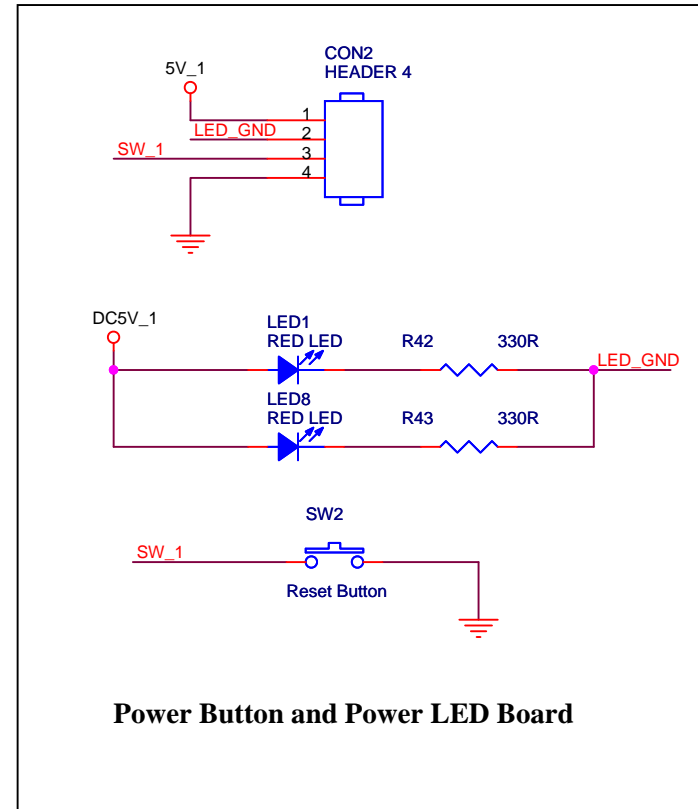 CON2
HEADER 4
5V_1
1
LED_GND 2
SW_1 3
4
DC5V_1
LED1
RED LED
R42 330R
LED_GND
LED8
RED LED
R43 330R
SW2
SW_1
Reset Button
Power Button and Power LED Board